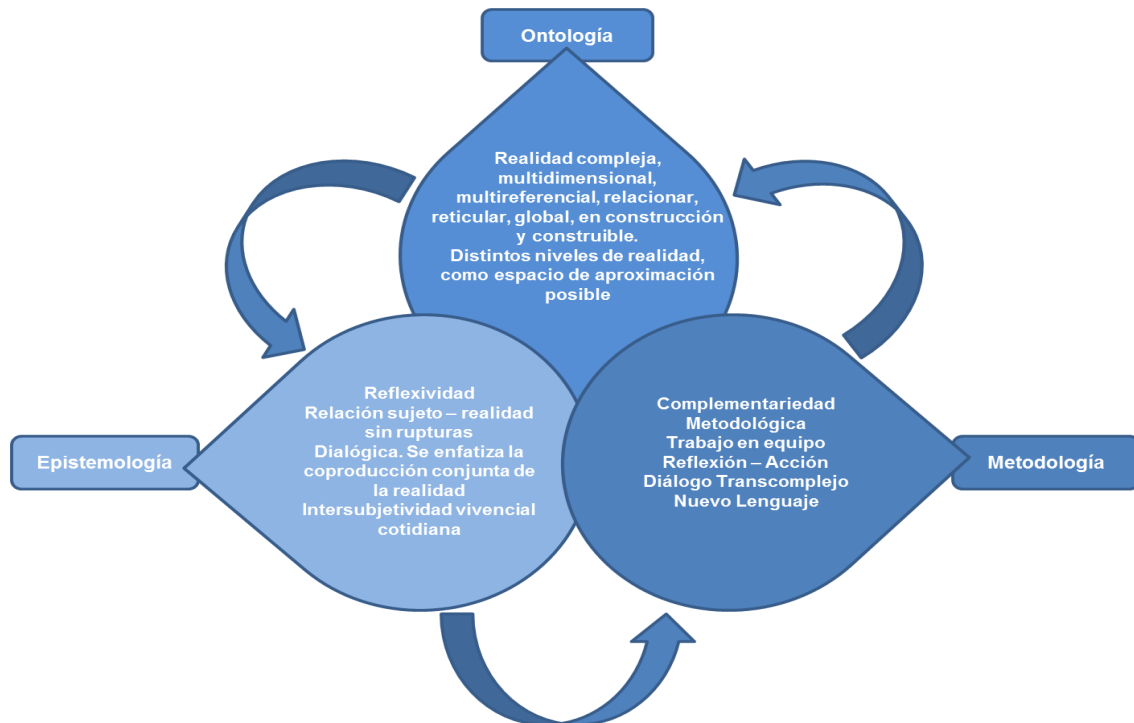 Ontología
Realidad compleja,
multidimensional,
multireferencial, relacionar,
reticular, global, en construcción
y construible.
Distintos niveles de realidad,
como espacio de aproximación
posible
Epistemología
Reflexividad
Relación sujeto – realidad
sin rupturas
Dialógica. Se enfatiza la
coproducción conjunta de
la realidad
Intersubjetividad vivencial
cotidiana
Complementariedad
Metodológica
Trabajo en equipo
Reflexión – Acción
Diálogo Transcomplejo
Nuevo Lenguaje
Metodología